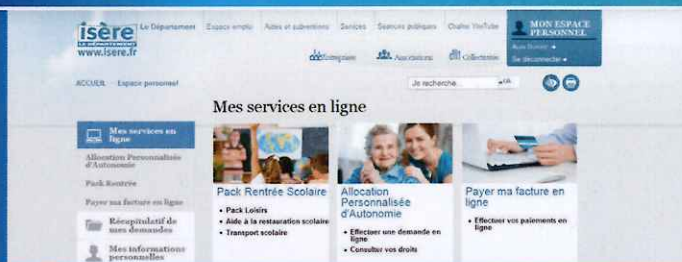 isère
LE DÉPARTEMENT
www.isere.fr
Le Département
Espace emploi
Aides et subventions
Services
Séances publiques
Chaîne YouTube
MON ESPACE
PERSONNEL
Se déconnecter
Entreprises
Associations
Collectivités
ACCUEIL
Espace personnel
Je recherche
OK
Mes services en ligne
Mes services en
ligne
Allocation Personnalisée
d'Autonomie
Pack Rentrée
Payer ma facture en ligne
Récapitulatif de
mes demandes
Mes informations
personnelles
Pack Rentrée Scolaire
• Pack Loisirs
• Aide à la restauration scolaire
• Transport scolaire
Allocation
Personnalisée
d'Autonomie
• Effectuer une demande en
ligne
• Consulter vos droits
Payer ma facture en
ligne
• Effectuer vos paiements en
ligne